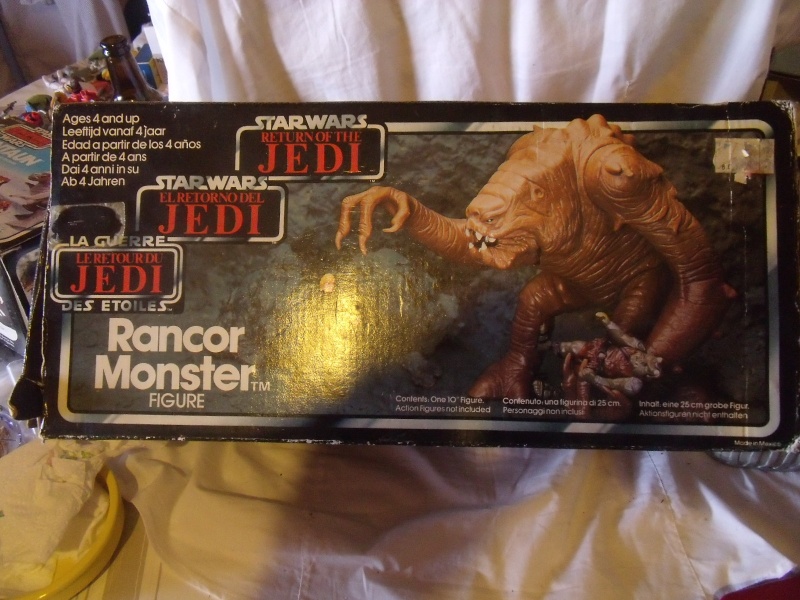 Ages 4 and up
Leeftijd vanaf 4 jaar
Edad a partir de los 4 años
A partir de 4 ans
Dai 4 anni in su
Ab 4 Jahren
STAR WARS
RETURN OF THE
JEDI
STAR WARS
EL RETORNO DEL
JEDI
LA GUERRE
LE RETOUR DU
JEDI
DES ETOILES
Rancor
Monster TM
FIGURE
Contents: One 10" Figure.
Action Figures not included
Contenuto: una figurina di 25 cm.
Personaggi non inclusi
Inhalt: eine 25 cm grobe Figur.
Aktionsfiguren nicht enthalten
Made in Mexico